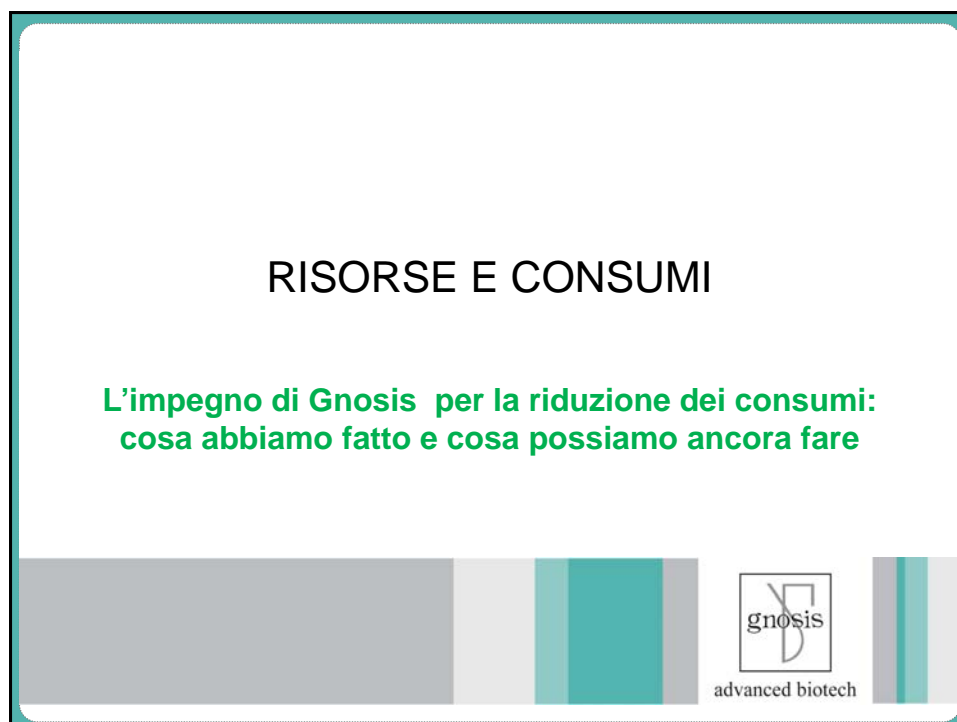 RISORSE E CONSUMI
L’impegno di Gnosis per la riduzione dei consumi:
cosa abbiamo fatto e cosa possiamo ancora fare
gnosis
advanced biotech